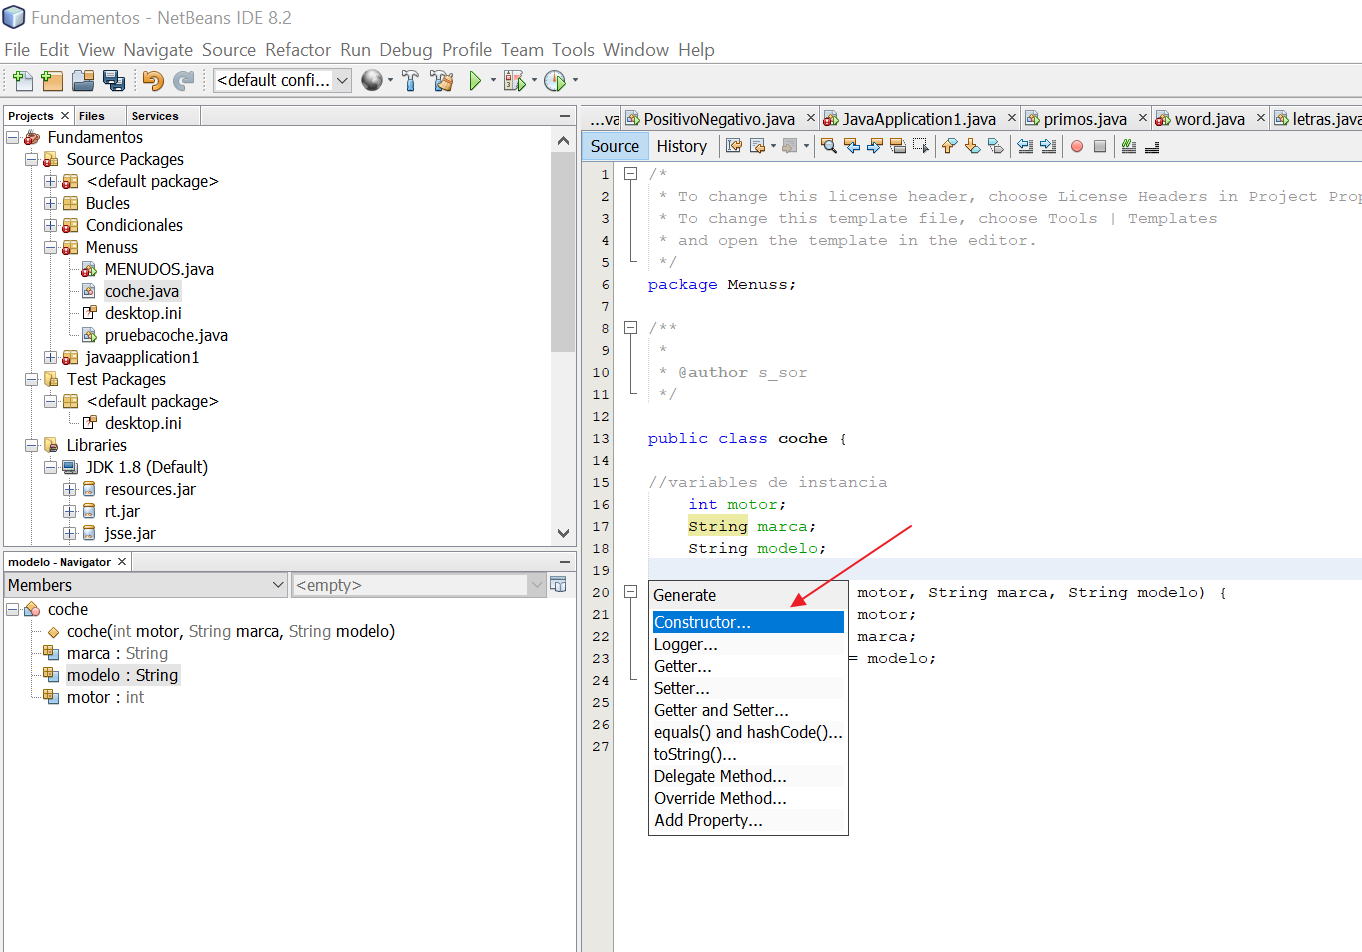 Fundamentos - NetBeans IDE 8.2
File Edit View Navigate Source Refactor Run Debug Profile Team Tools Window Help
<default confi...
Projects Files Services
Fundamentos
Source Packages
<default package>
Bucles
Condicionales
Menuss
MENUDOS.java
coche.java
desktop.ini
pruebacoche.java
javaapplication1
Test Packages
<default package>
desktop.ini
Libraries
JDK 1.8 (Default)
resources.jar
rt.jar
jsse.jar
modelo - Navigator
Members <empty>
coche
coche(int motor, String marca, String modelo)
marca : String
modelo : String
motor : int
...va PositivoNegativo.java JavaApplication1.java primos.java word.java letras.java
Source History
1 /*
2 * To change this license header, choose License Headers in Project Prop
3 * To change this template file, choose Tools | Templates
4 * and open the template in the editor.
5 */
6 package Menuss;
7
8 /**
9 *
10 * @author s_sor
11 */
12
13 public class coche {
14
15 //variables de instancia
16 int motor;
17 String marca;
18 String modelo;
19
20 motor, String marca, String modelo) {
21 motor;
22 marca;
23 = modelo;
24
25
26
27
Generate
Constructor...
Logger...
Getter...
Setter...
Getter and Setter...
equals() and hashCode()...
toString()...
Delegate Method...
Override Method...
Add Property...